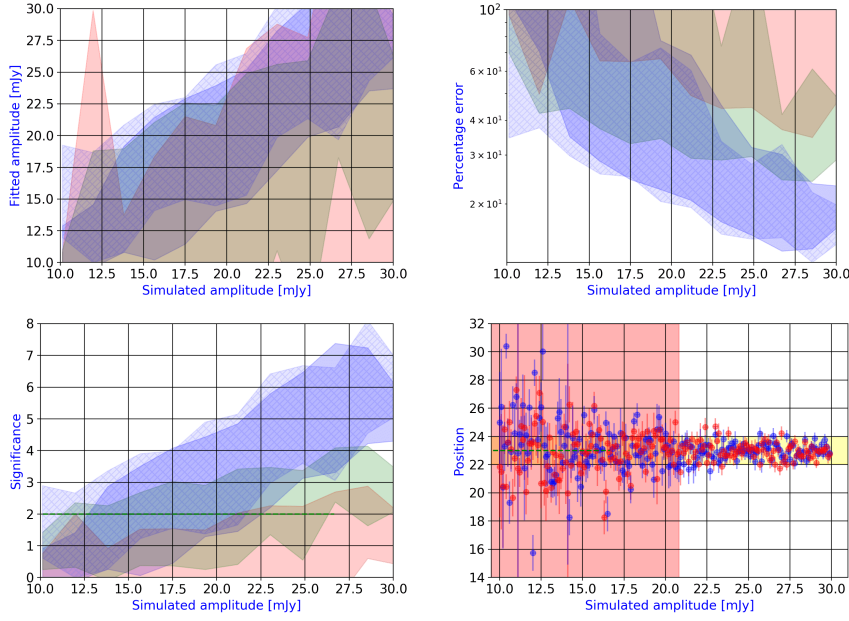 30.0
27.5
25.0
22.5
20.0
17.5
15.0
12.5
10.0
Fitted amplitude [mJy]
10.0 12.5 15.0 17.5 20.0 22.5 25.0 27.5 30.0
Simulated amplitude [mJy]
10²
6 × 10¹
4 × 10¹
3 × 10¹
2 × 10¹
Percentage error
10.0 12.5 15.0 17.5 20.0 22.5 25.0 27.5 30.0
Simulated amplitude [mJy]
8
7
6
5
4
3
2
1
0
Significance
10.0 12.5 15.0 17.5 20.0 22.5 25.0 27.5 30.0
Simulated amplitude [mJy]
32
30
28
26
24
22
20
18
16
14
Position
10.0 12.5 15.0 17.5 20.0 22.5 25.0 27.5 30.0
Simulated amplitude [mJy]